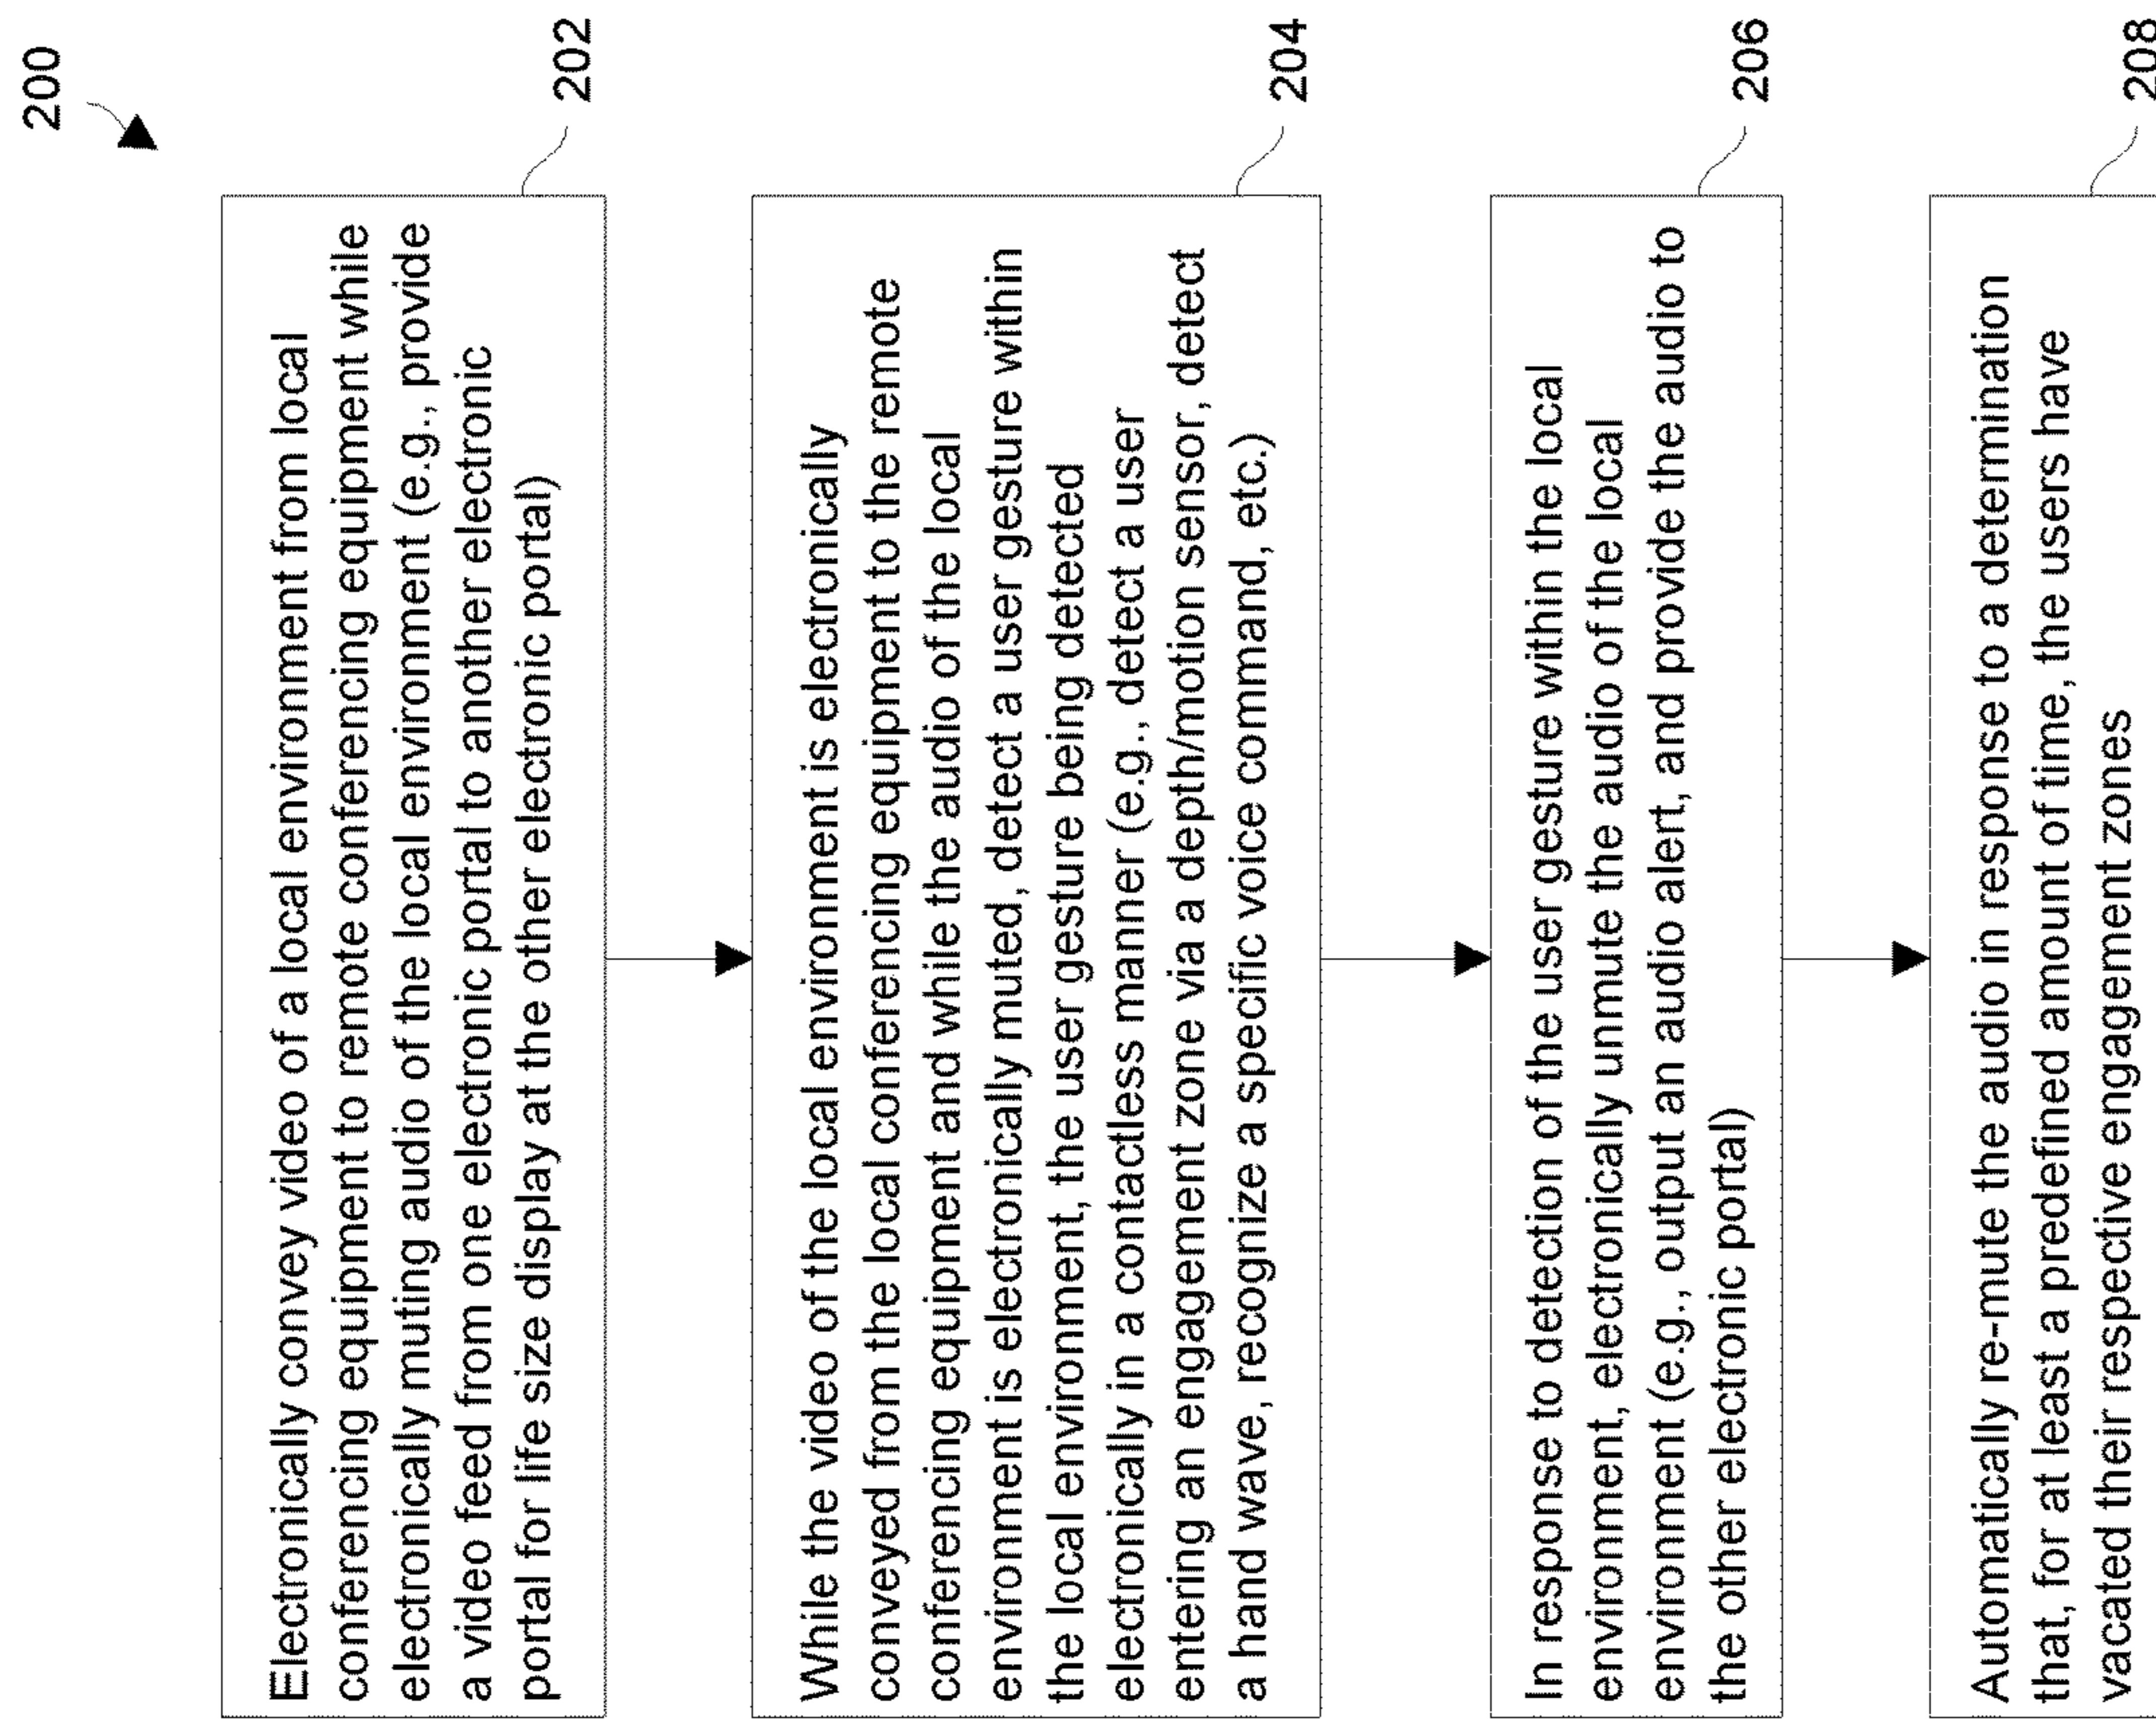 200
Electronically convey video of a local environment from local
conferencing equipment to remote conferencing equipment while
electronically muting audio of the local environment (e.g., provide
a video feed from one electronic portal to another electronic
portal for life size display at the other electronic portal)
202
While the video of the local environment is electronically
conveyed from the local conferencing equipment to the remote
conferencing equipment and while the audio of the local
environment is electronically muted, detect a user gesture within
the local environment, the user gesture being detected
electronically in a contactless manner (e.g., detect a user
entering an engagement zone via a depth/motion sensor, detect
a hand wave, recognize a specific voice command, etc.)
204
In response to detection of the user gesture within the local
environment, electronically unmute the audio of the local
environment (e.g., output an audio alert, and provide the audio to
the other electronic portal)
206
Automatically re-mute the audio in response to a determination
that, for at least a predefined amount of time, the users have
vacated their respective engagement zones
208